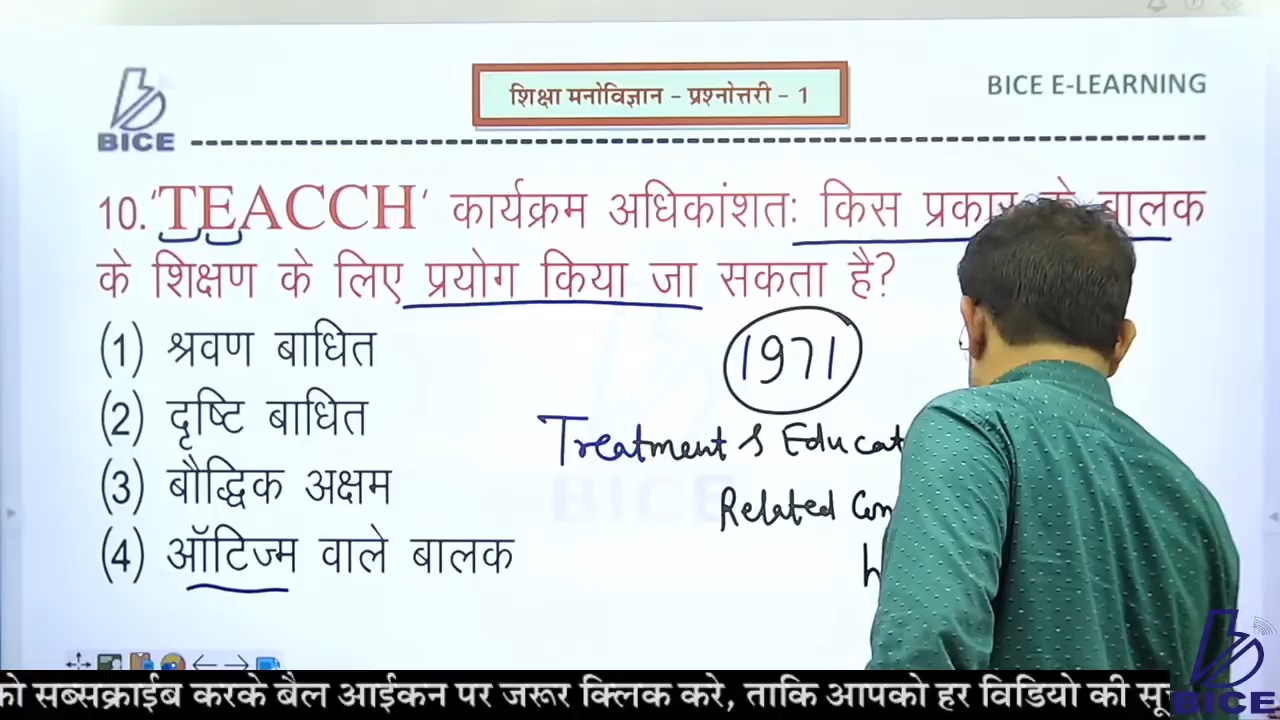 BICE
शिक्षा मनोविज्ञान - प्रश्नोत्तरी - 1
BICE E-LEARNING
10. 'TEACCH' कार्यक्रम अधिकांशतः किस प्रकार के बालक
के शिक्षण के लिए प्रयोग किया जा सकता है?
(1) श्रवण बाधित
(2) दृष्टि बाधित
(3) बौद्धिक अक्षम
(4) ऑटिज्म वाले बालक
1971
Treatment & Educat
Related
BICE
को सब्सक्राईब करके बैल आईकन पर जरूर क्लिक करे, ताकि आपको हर विडियो की
BICE